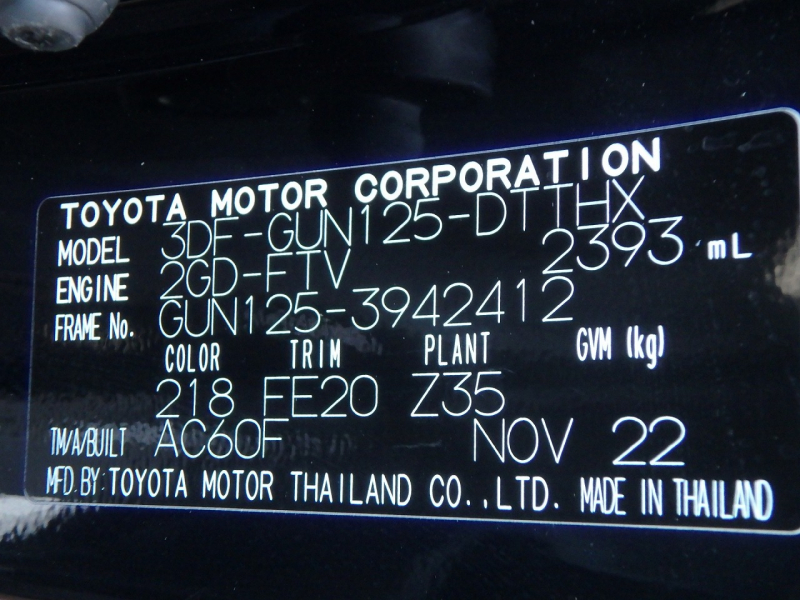 TOYOTA MOTOR CORPORATION
MODEL 3DF-GUN125-DTTHX
ENGINE 2GD-FTV 2393 mL
FRAME No. GUN125-3942412
COLOR TRIM PLANT GVM (kg)
218 FE20 Z35
TM/A/BUILT AC60F NOV 22
MFD.BY:TOYOTA MOTOR THAILAND CO.,LTD. MADE IN THAILAND